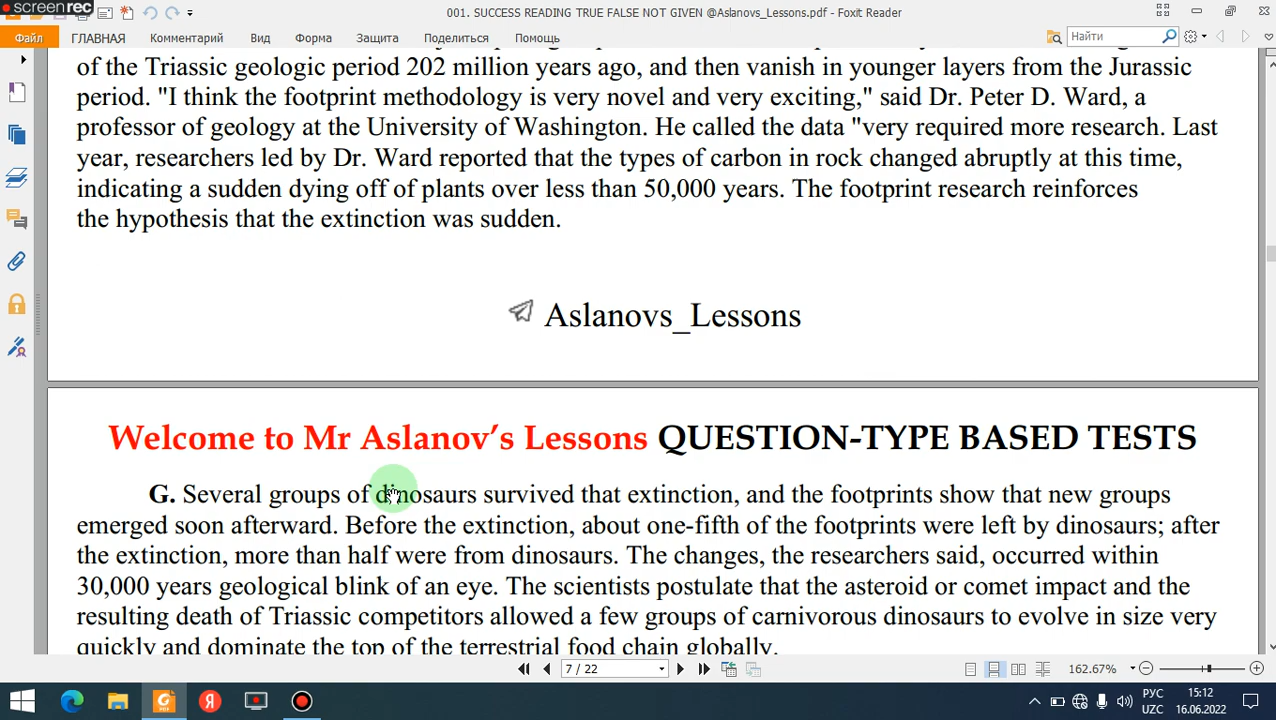 screenrec
001. SUCCESS READING TRUE FALSE NOT GIVEN @Aslanovs_Lessons.pdf - Foxit Reader
Файл ГЛАВНАЯ Комментарий Вид Форма Защита Поделиться Помощь Найти
of the Triassic geologic period 202 million years ago, and then vanish in younger layers from the Jurassic
period. "I think the footprint methodology is very novel and very exciting," said Dr. Peter D. Ward, a
professor of geology at the University of Washington. He called the data "very required more research. Last
year, researchers led by Dr. Ward reported that the types of carbon in rock changed abruptly at this time,
indicating a sudden dying off of plants over less than 50,000 years. The footprint research reinforces
the hypothesis that the extinction was sudden.
Aslanovs_Lessons
Welcome to Mr Aslanov’s Lessons QUESTION-TYPE BASED TESTS
G. Several groups of dinosaurs survived that extinction, and the footprints show that new groups
emerged soon afterward. Before the extinction, about one-fifth of the footprints were left by dinosaurs; after
the extinction, more than half were from dinosaurs. The changes, the researchers said, occurred within
30,000 years geological blink of an eye. The scientists postulate that the asteroid or comet impact and the
resulting death of Triassic competitors allowed a few groups of carnivorous dinosaurs to evolve in size very
quickly and dominate the top of the terrestrial food chain globally.
7 / 22 162.67%
РУС 15:12
UZC 16.06.2022